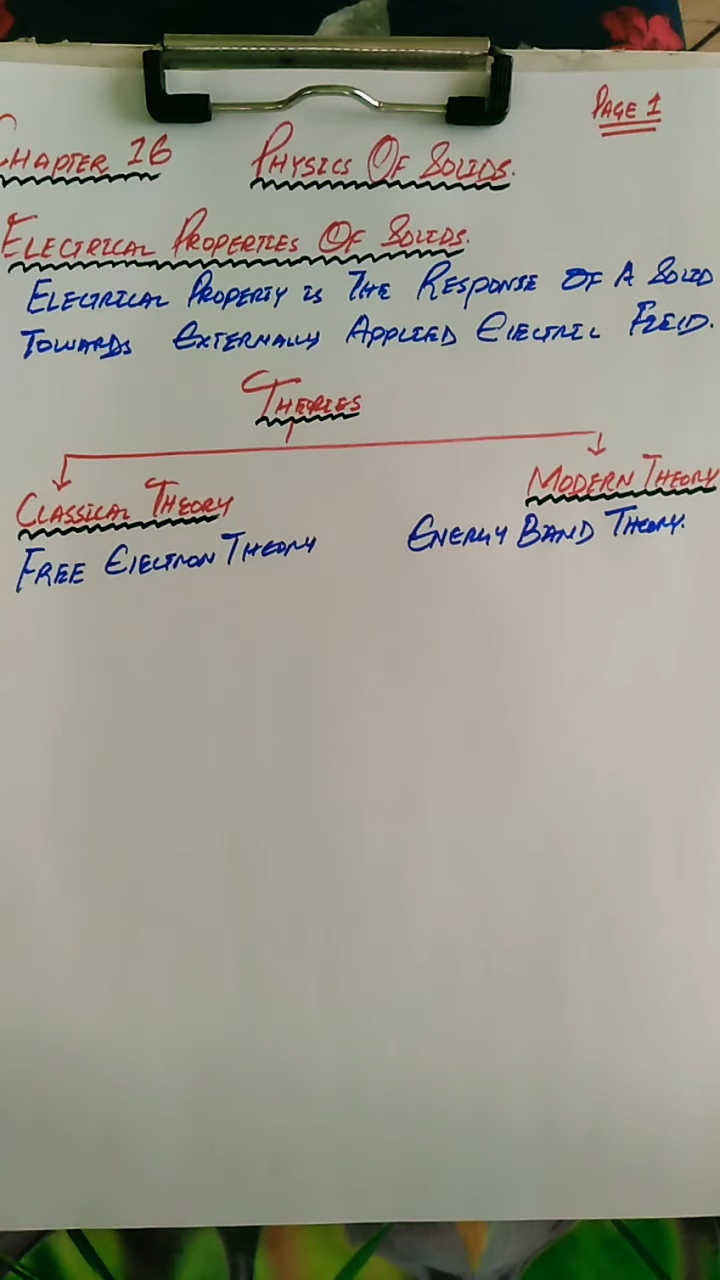 PAGE 1
CHAPTER 16 PHYSICS OF SOLIDS.
ELECTRICAL PROPERTIES OF SOLIDS.
ELECTRICAL PROPERTY IS THE RESPONSE OF A SOLID
TOWARDS EXTERNALLY APPLIED ELECTRIC FIELD.
THEORIES
CLASSICAL THEORY MODERN THEORY
FREE ELECTRON THEORY ENERGY BAND THEORY.